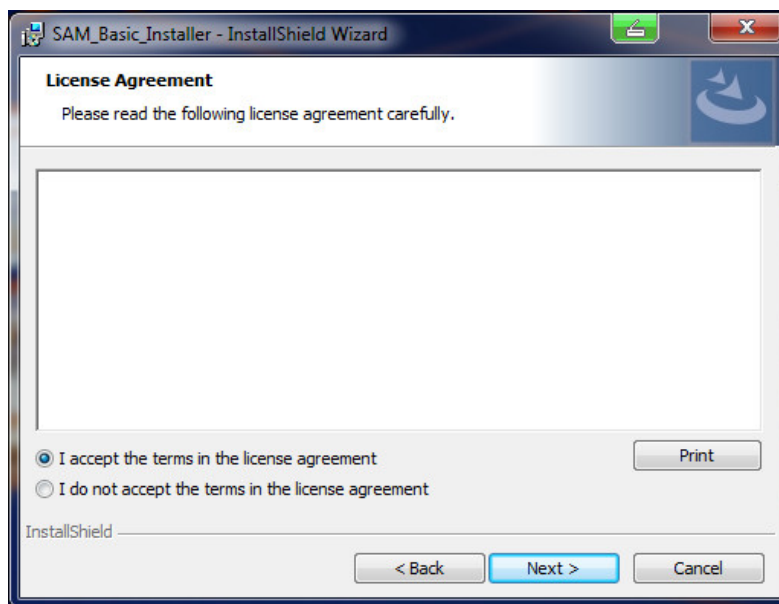 SAM_Basic_Installer - InstallShield Wizard
License Agreement
Please read the following license agreement carefully.
I accept the terms in the license agreement
Print
I do not accept the terms in the license agreement
InstallShield
< Back
Next >
Cancel